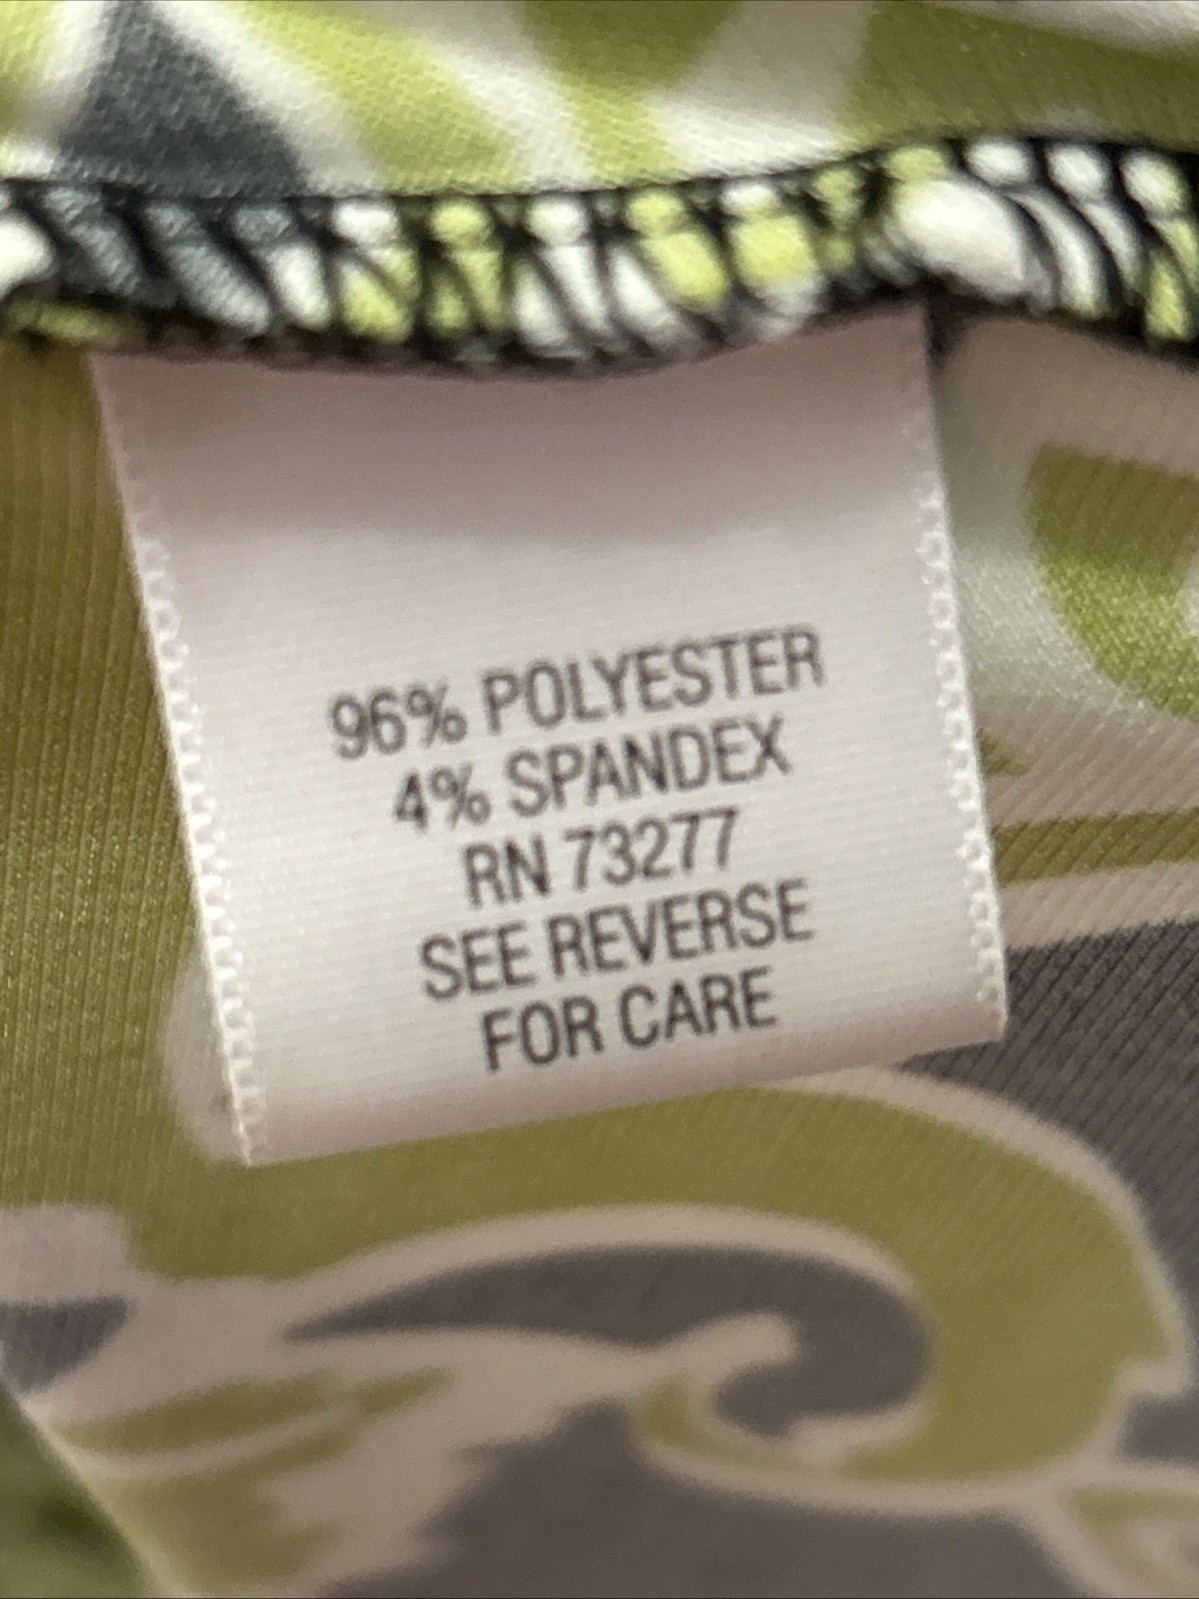 96% POLYESTER
4% SPANDEX
RN 73277
SEE REVERSE
FOR CARE